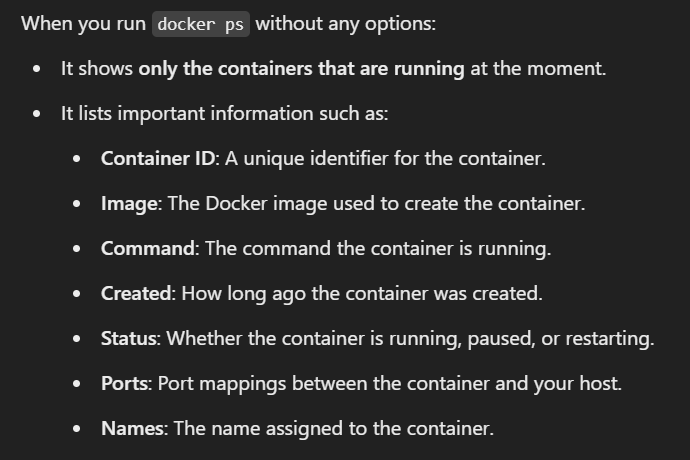 When you run docker ps without any options:
• It shows only the containers that are running at the moment.
• It lists important information such as:
• Container ID: A unique identifier for the container.
• Image: The Docker image used to create the container.
• Command: The command the container is running.
• Created: How long ago the container was created.
• Status: Whether the container is running, paused, or restarting.
• Ports: Port mappings between the container and your host.
• Names: The name assigned to the container.